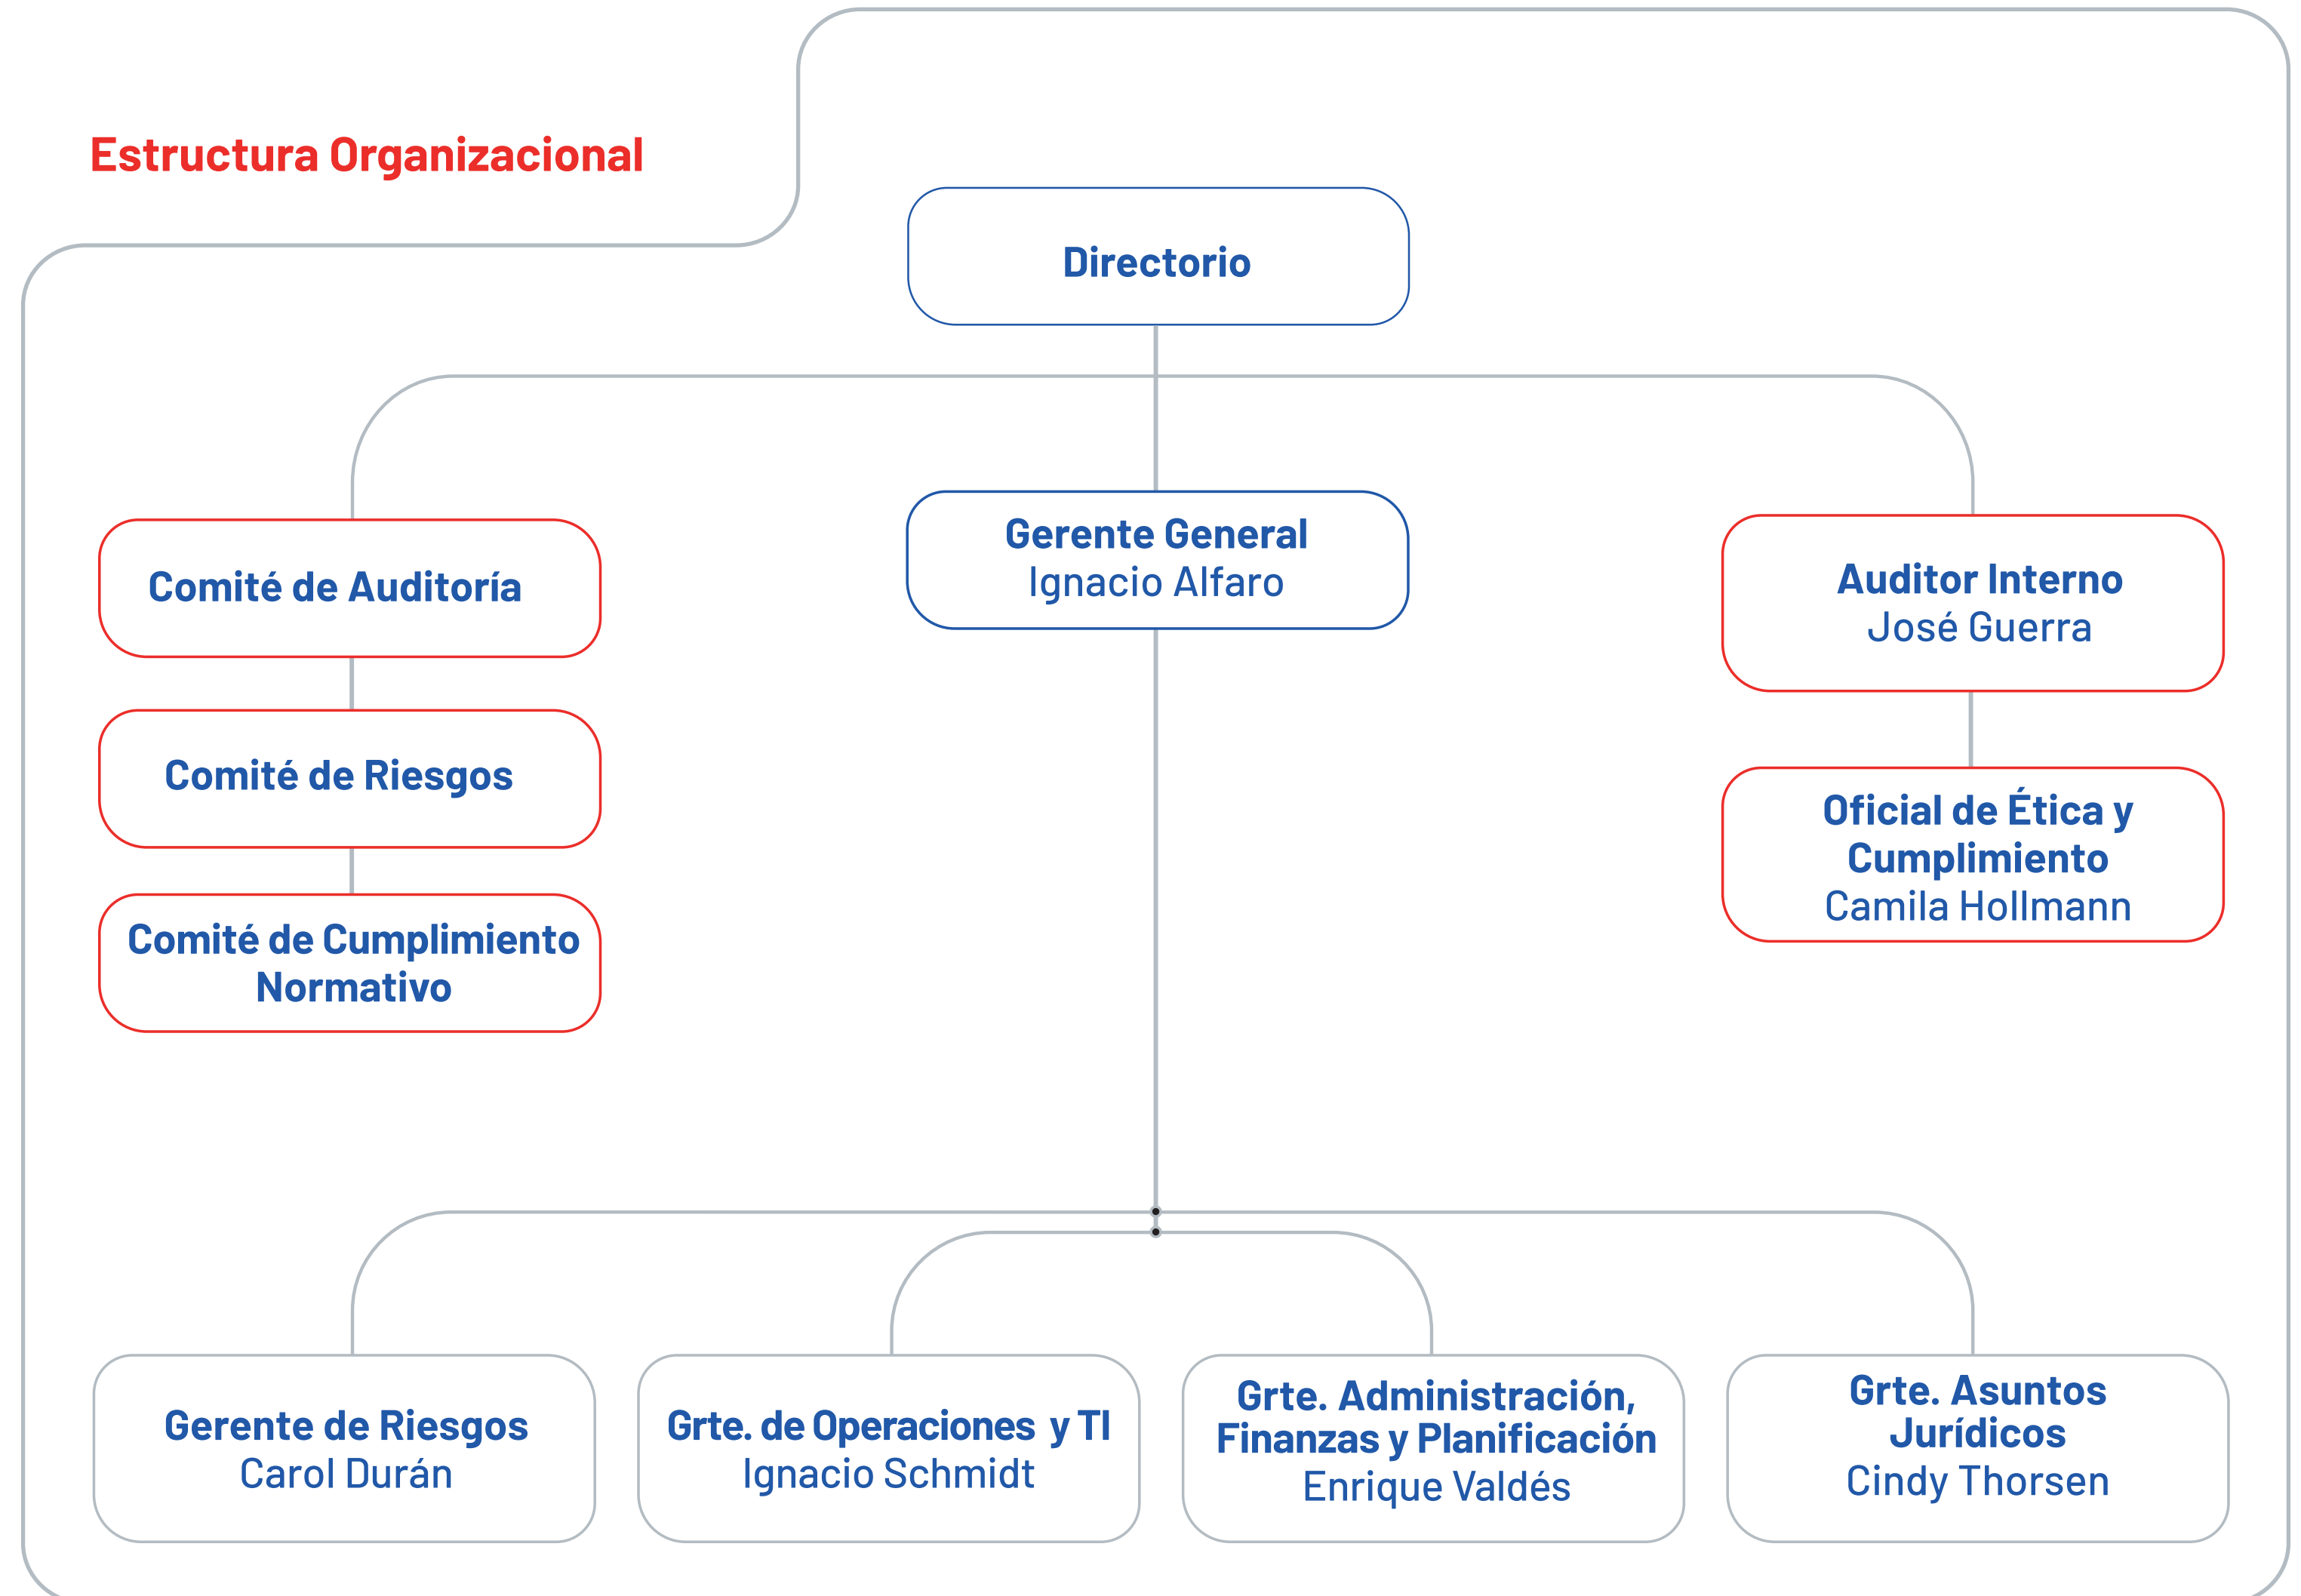 Estructura Organizacional
Directorio
Gerente General
Ignacio Alfaro
Comité de Auditoría
Auditor Interno
José Guerra
Comité de Riesgos
Oficial de Ética y
Cumplimiento
Camila Hollmann
Comité de Cumplimiento
Normativo
Gerente de Riesgos
Carol Durán
Grte. de Operaciones y TI
Ignacio Schmidt
Grte. Administración,
Finanzas y Planificación
Enrique Valdés
Grte. Asuntos
Jurídicos
Cindy Thorsen